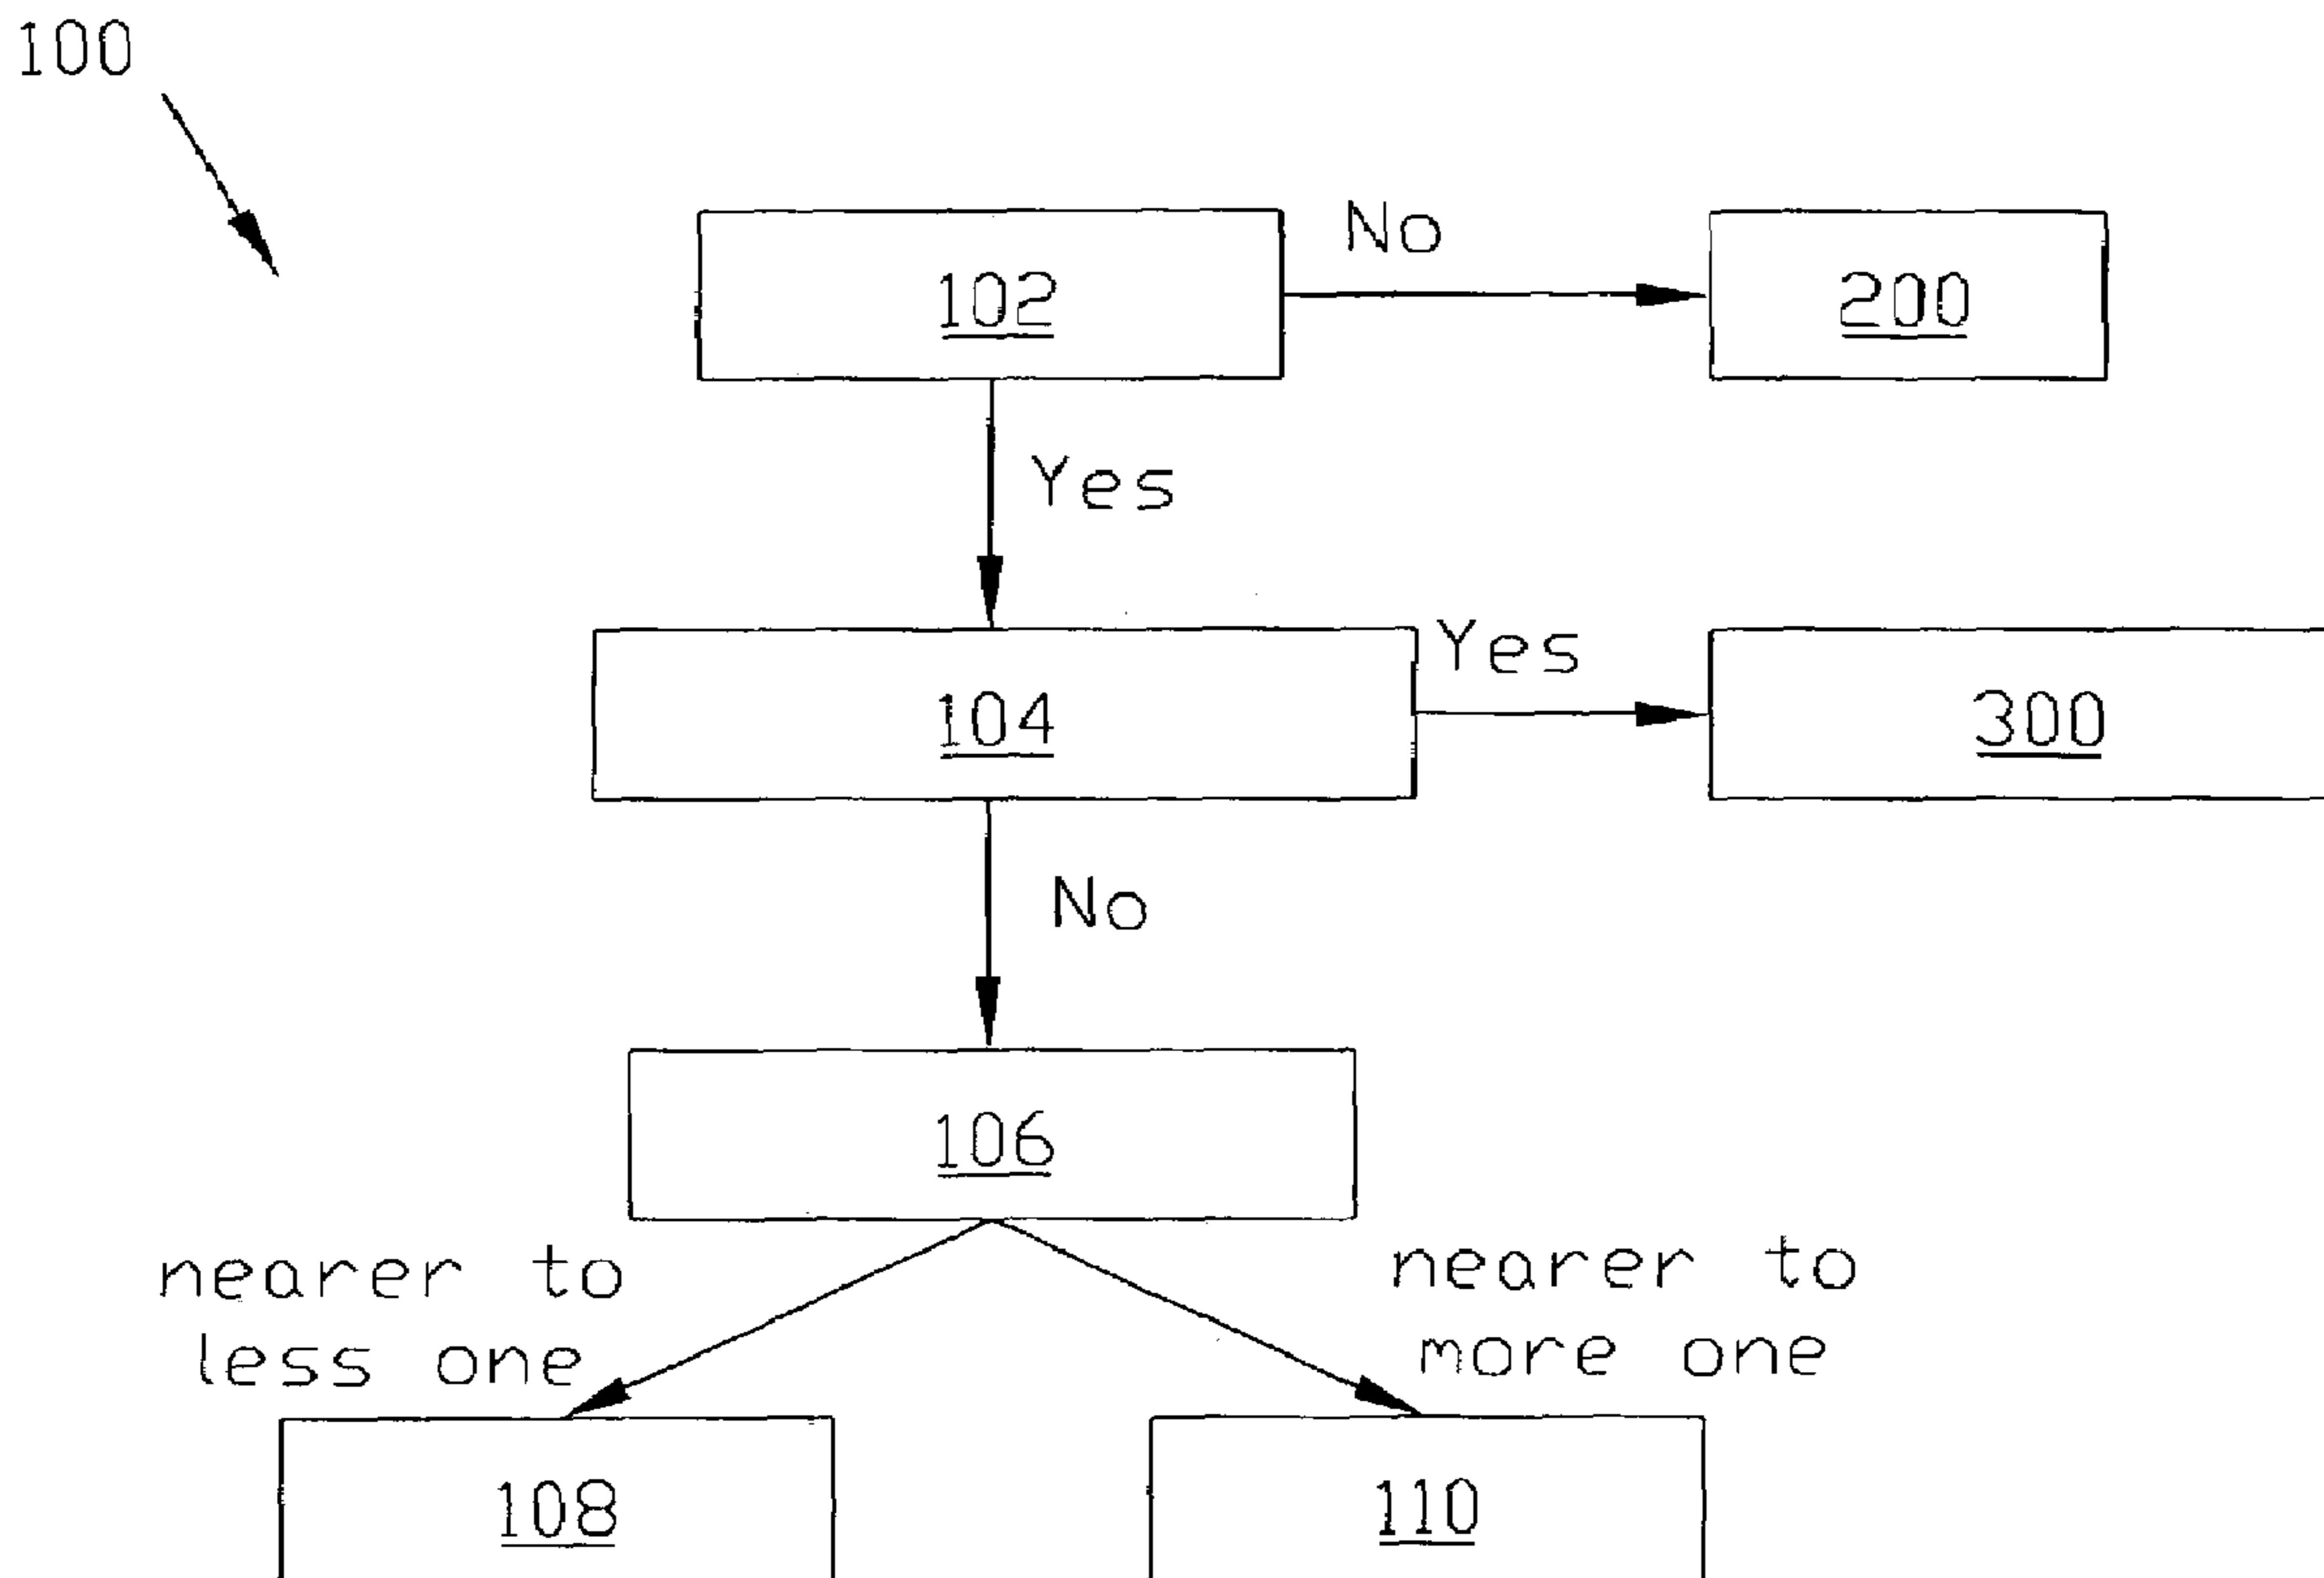 100
No
102
200
Yes
Yes
104
300
No
106
nearer to
less one
nearer to
more one
108
110